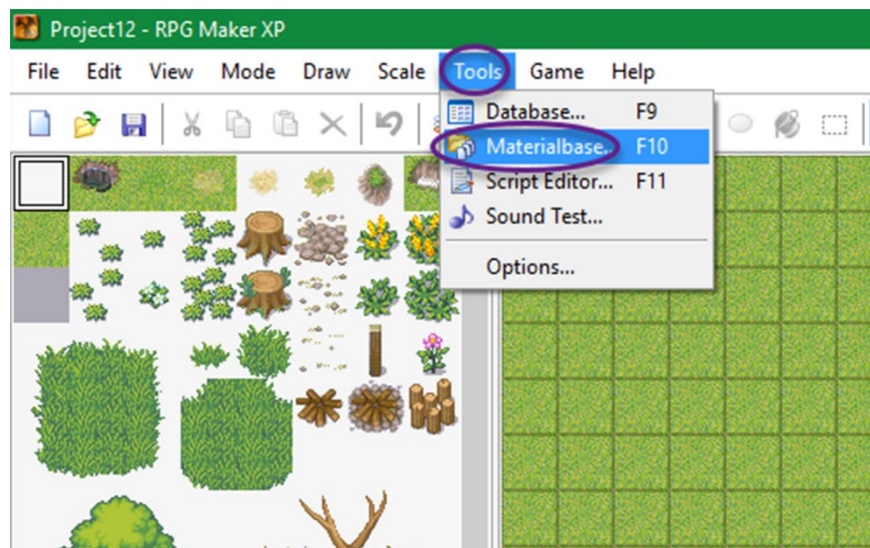 Project12 - RPG Maker XP
File Edit View Mode Draw Scale Tools Game Help
Database... F9
Materialbase... F10
Script Editor... F11
Sound Test...
Options...